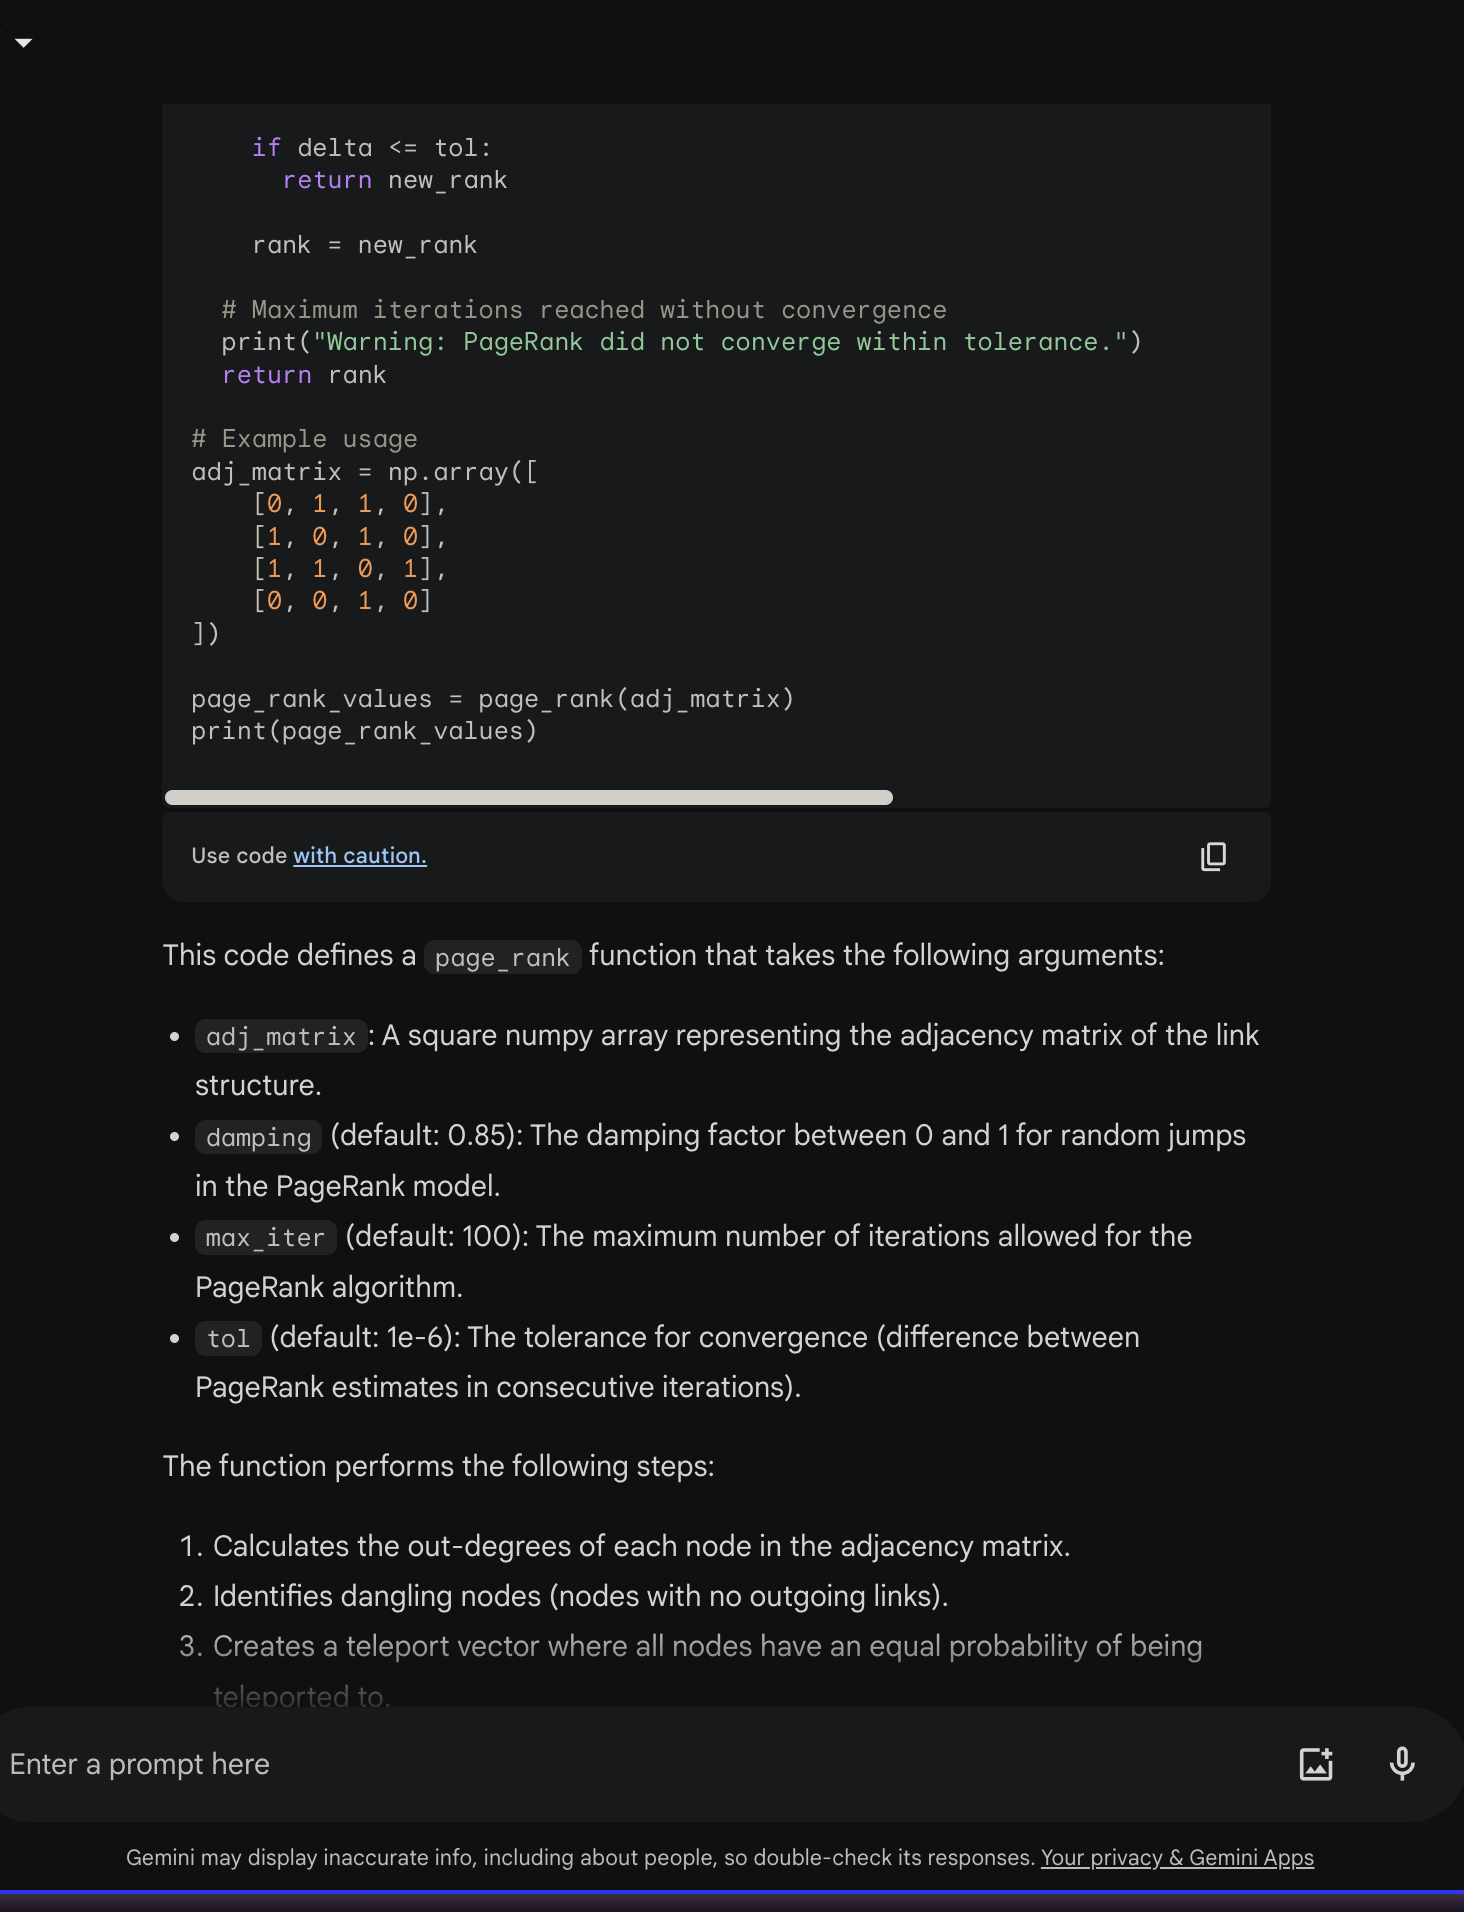 if delta <= tol:
return new_rank
rank = new_rank
# Maximum iterations reached without convergence
print("Warning: PageRank did not converge within tolerance.")
return rank
# Example usage
adj_matrix = np.array([
[0, 1, 1, 0],
[1, 0, 1, 0],
[1, 1, 0, 1],
[0, 0, 1, 0]
])
page_rank_values = page_rank(adj_matrix)
print(page_rank_values)
Use code with caution.
This code defines a page_rank function that takes the following arguments:
• adj_matrix: A square numpy array representing the adjacency matrix of the link
structure.
• damping (default: 0.85): The damping factor between 0 and 1 for random jumps
in the PageRank model.
• max_iter (default: 100): The maximum number of iterations allowed for the
PageRank algorithm.
• tol (default: 1e-6): The tolerance for convergence (difference between
PageRank estimates in consecutive iterations).
The function performs the following steps:
1. Calculates the out-degrees of each node in the adjacency matrix.
2. Identifies dangling nodes (nodes with no outgoing links).
3. Creates a teleport vector where all nodes have an equal probability of being
teleported to.
Enter a prompt here
Gemini may display inaccurate info, including about people, so double-check its responses. Your privacy & Gemini Apps